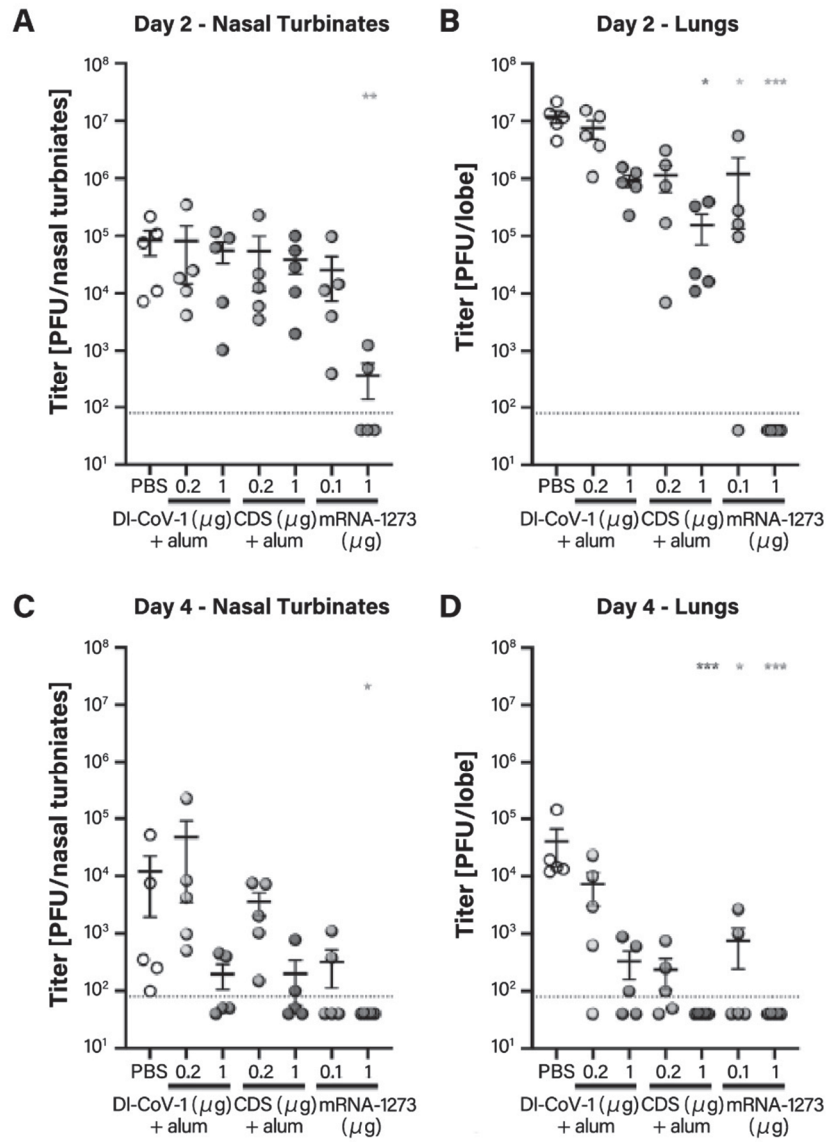 A
Day 2 - Nasal Turbinates
Titer [PFU/nasal turbniates]
10⁸
10⁷
10⁶
10⁵
10⁴
10³
10²
10¹
**
PBS 0.2 1 0.2 1 0.1 1
DI-CoV-1 (μg) CDS (μg) mRNA-1273
+ alum + alum (μg)
B
Day 2 - Lungs
Titer [PFU/lobe]
10⁸
10⁷
10⁶
10⁵
10⁴
10³
10²
10¹
* * ***
PBS 0.2 1 0.2 1 0.1 1
DI-CoV-1 (μg) CDS (μg) mRNA-1273
+ alum + alum (μg)
C
Day 4 - Nasal Turbinates
Titer [PFU/nasal turbniates]
10⁸
10⁷
10⁶
10⁵
10⁴
10³
10²
10¹
*
PBS 0.2 1 0.2 1 0.1 1
DI-CoV-1 (μg) CDS (μg) mRNA-1273
+ alum + alum (μg)
D
Day 4 - Lungs
Titer [PFU/lobe]
10⁸
10⁷
10⁶
10⁵
10⁴
10³
10²
10¹
*** * ***
PBS 0.2 1 0.2 1 0.1 1
DI-CoV-1 (μg) CDS (μg) mRNA-1273
+ alum + alum (μg)